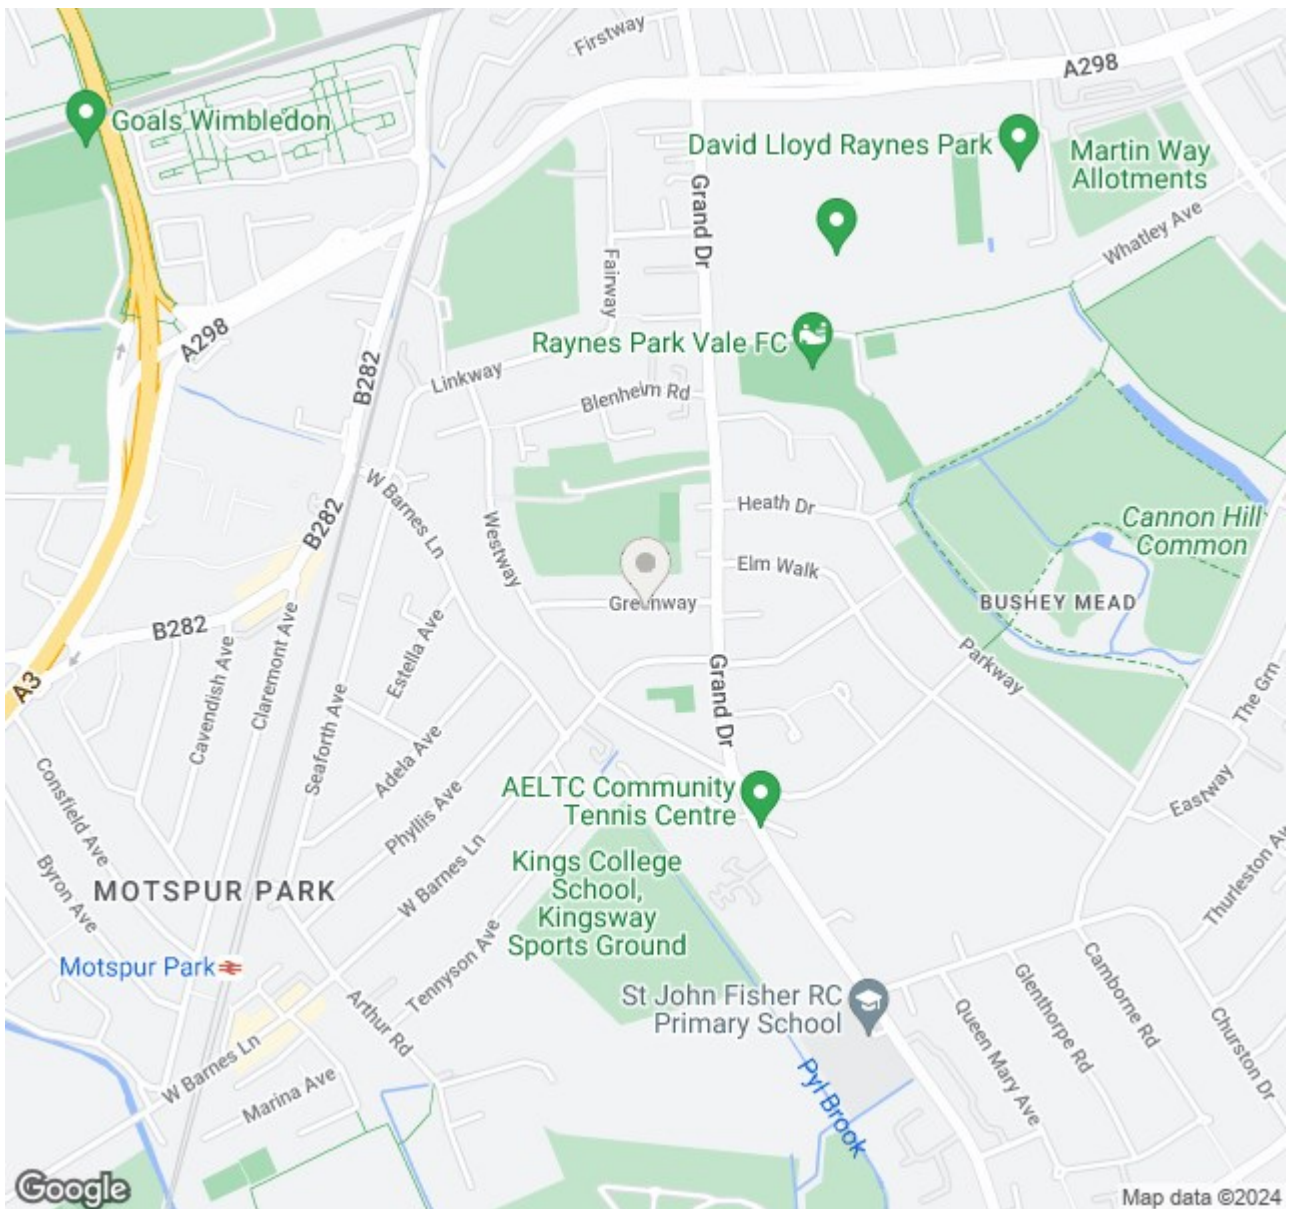 Firstway
A298
Goals Wimbledon
David Lloyd Raynes Park
Martin Way
Allotments
Grand Dr
Whatley Ave
Fairway
A298
Raynes Park Vale FC
B282
Linkway
Blenheim Rd
W Barnes Ln
Heath Dr
Cannon Hill
Common
B282
Westway
Elm Walk
Greenway
BUSHEY MEAD
B282
Estella Ave
Claremont Ave
Cavendish Ave
Parkway
A3
Grand Dr
The Grn
Seaforth Ave
Adela Ave
Consfield Ave
AELTC Community
Tennis Centre
Eastway
Phyllis Ave
Byron Ave
Kings College
School,
Kingsway
Sports Ground
MOTSPUR PARK
W Barnes Ln
Thurleston Av
Motspur Park
Tennyson Ave
St John Fisher RC
Primary School
Arthur Rd
Glenthorpe Rd
Camborne Rd
Queen Mary Ave
Churston Dr
W Barnes Ln
Marina Ave
Pyl Brook
Google
Map data ©2024